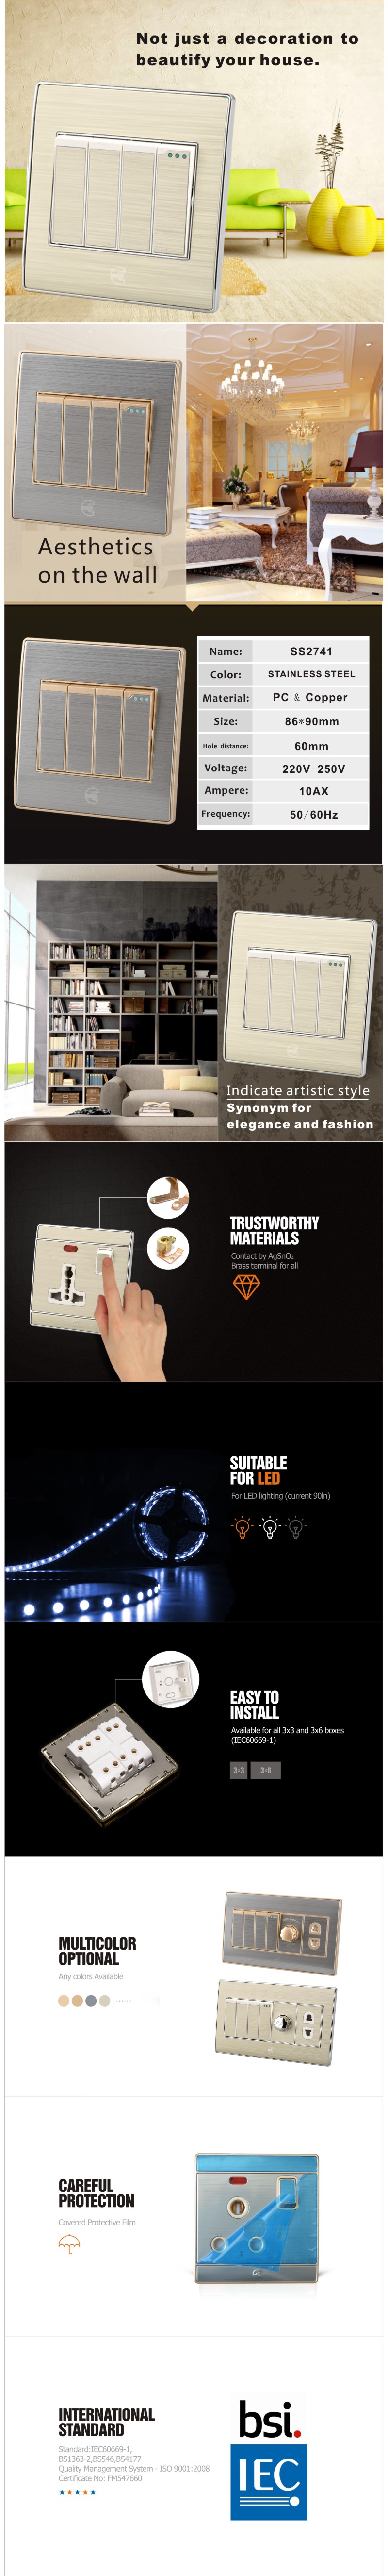 Not just a decoration to
beautify your house.
Aesthetics
on the wall
Name: SS2741
Color: STAINLESS STEEL
Material: PC & Copper
Size: 86*90mm
Hole distance: 60mm
Voltage: 220V-250V
Ampere: 10AX
Frequency: 50/60Hz
Indicate artistic style
Synonym for
elegance and fashion
TRUSTWORTHY
MATERIALS
Contact by AgSnO₂
Brass terminal for all
SUITABLE
FOR LED
For LED lighting (current 90In)
EASY TO
INSTALL
Available for all 3x3 and 3x6 boxes
(IEC60669-1)
3×3 3×6
MULTICOLOR
OPTIONAL
Any colors Available
......
CAREFUL
PROTECTION
Covered Protective Film
INTERNATIONAL
STANDARD
Standard:IEC60669-1,
BS1363-2,BS546,BS4177
Quality Management System - ISO 9001:2008
Certificate No: FM547660
bsi.
IEC